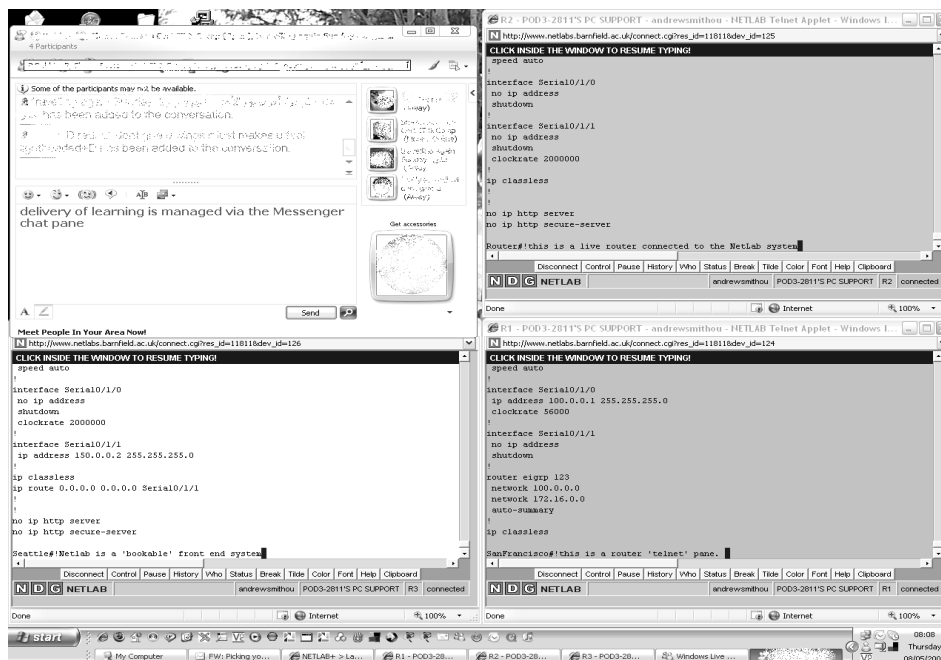 4 Participants
Some of the participants may not be available.
has been added to the conversation.
has been added to the conversation.
(Away)
(Away)
(Away)
delivery of learning is managed via the Messenger
chat pane
Get accessories
Send
Meet People In Your Area Now!
R2 - POD3-2811'S PC SUPPORT - andrewsmithou - NETLAB Telnet Applet - Windows I...
http://www.netlabs.barnfield.ac.uk/connect.cgi?res_id=11811&dev_id=125
CLICK INSIDE THE WINDOW TO RESUME TYPING!
speed auto
!
interface Serial0/1/0
no ip address
shutdown
!
interface Serial0/1/1
no ip address
shutdown
clockrate 2000000
!
ip classless
!
!
no ip http server
no ip http secure-server
Router#!this is a live router connected to the NetLab system
Disconnect Control Pause History Who Status Break Tilde Color Font Help Clipboard
NDG NETLAB andrewsmithou POD3-2811'S PC SUPPORT R2 connected
Done Internet 100%
http://www.netlabs.barnfield.ac.uk/connect.cgi?res_id=11811&dev_id=126
CLICK INSIDE THE WINDOW TO RESUME TYPING!
speed auto
!
interface Serial0/1/0
no ip address
shutdown
clockrate 2000000
!
interface Serial0/1/1
ip address 150.0.0.2 255.255.255.0
!
ip classless
ip route 0.0.0.0 0.0.0.0 Serial0/1/1
!
!
no ip http server
no ip http secure-server
Seattle#!Netlab is a 'bookable' front end system
Disconnect Control Pause History Who Status Break Tilde Color Font Help Clipboard
NDG NETLAB andrewsmithou POD3-2811'S PC SUPPORT R3 connected
Done Internet 100%
R1 - POD3-2811'S PC SUPPORT - andrewsmithou - NETLAB Telnet Applet - Windows I...
http://www.netlabs.barnfield.ac.uk/connect.cgi?res_id=11811&dev_id=124
CLICK INSIDE THE WINDOW TO RESUME TYPING!
speed auto
!
interface Serial0/1/0
ip address 100.0.0.1 255.255.255.0
clockrate 56000
!
interface Serial0/1/1
no ip address
shutdown
!
router eigrp 123
network 100.0.0.0
network 172.16.0.0
auto-summary
!
ip classless
!
SanFrancisco#!this is a router 'telnet' pane.
Disconnect Control Pause History Who Status Break Tilde Color Font Help Clipboard
NDG NETLAB andrewsmithou POD3-2811'S PC SUPPORT R1 connected
Done Internet 100%
start 08:08
Thursday
My Computer FW: Picking yo... NETLAB+ > La... R1 - POD3-28... R2 - POD3-28... R3 - POD3-28... Windows Live ...